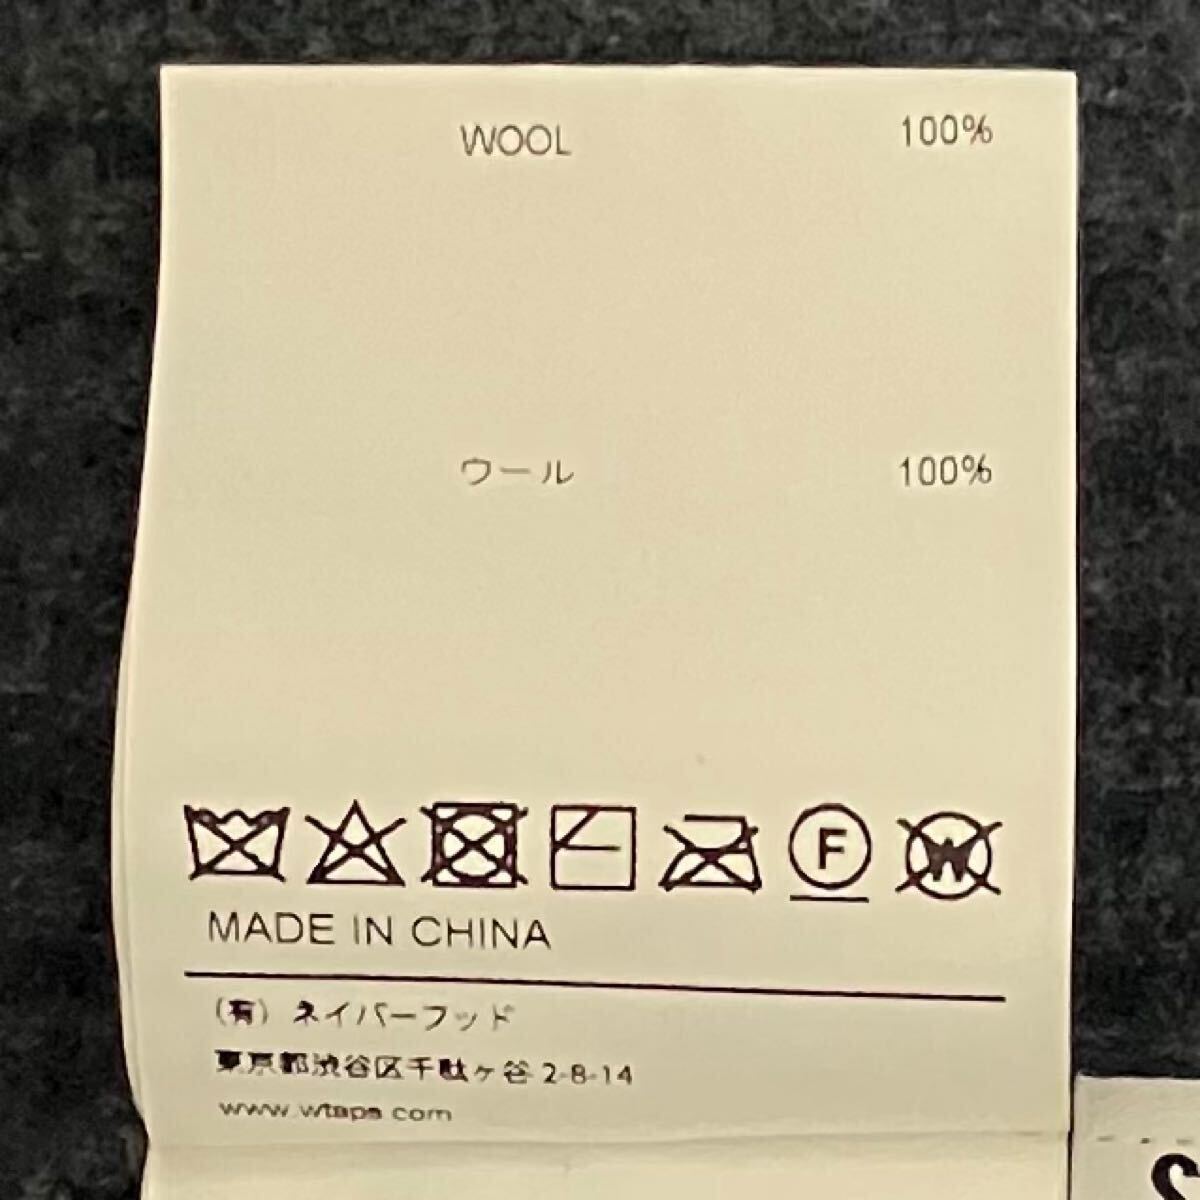 WOOL 100%
ウール 100%
F W
MADE IN CHINA
(有) ネイバーフッド
東京都渋谷区千駄ヶ谷 2-8-14
www.wtaps.com